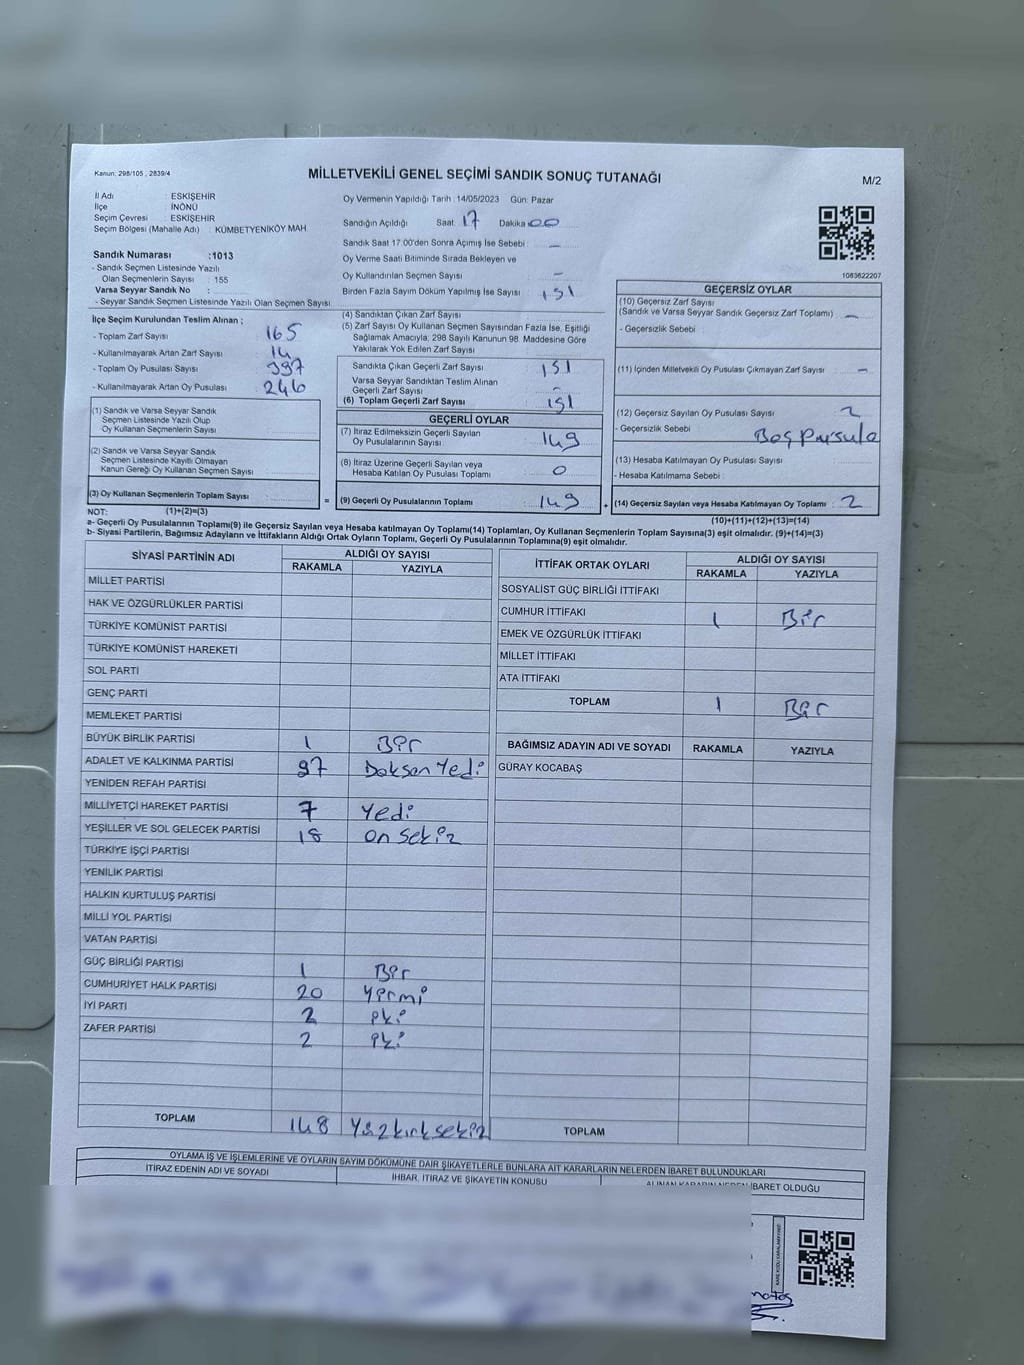 Kanun: 298/105 , 2839/4
MİLLETVEKİLİ GENEL SEÇİMİ SANDIK SONUÇ TUTANAĞI
M/2
İl Adı : ESKİŞEHİR
İlçe : İNÖNÜ
Seçim Çevresi : ESKİŞEHİR
Seçim Bölgesi (Mahalle Adı) : KÜMBETYENİKÖY MAH.
Sandık Numarası :1013
- Sandık Seçmen Listesinde Yazılı
Olan Seçmenlerin Sayısı : 155
Varsa Seyyar Sandık No :
- Seyyar Sandık Seçmen Listesinde Yazılı Olan Seçmen Sayısı
Oy Vermenin Yapıldığı Tarih :14/05/2023 Gün: Pazar
Sandığın Açıldığı Saat: 17 Dakika: 00
Sandık Saat 17:00'den Sonra Açılmış İse Sebebi : -
Oy Verme Saati Bitiminde Sırada Bekleyen ve
Oy Kullandırılan Seçmen Sayısı : -
Birden Fazla Sayım Döküm Yapılmış İse Sayısı : 151
1083622207
İlçe Seçim Kurulundan Teslim Alınan ;
- Toplam Zarf Sayısı : 165
- Kullanılmayarak Artan Zarf Sayısı : 14
- Toplam Oy Pusulası Sayısı : 397
- Kullanılmayarak Artan Oy Pusulası : 246
(1) Sandık ve Varsa Seyyar Sandık
Seçmen Listesinde Yazılı Olup
Oy Kullanan Seçmenlerin Sayısı :
(2) Sandık ve Varsa Seyyar Sandık
Seçmen Listesinde Kayıtlı Olmayan
Kanun Gereği Oy Kullanan Seçmen Sayısı :
(3) Oy Kullanan Seçmenlerin Toplam Sayısı :
(4) Sandıktan Çıkan Zarf Sayısı :
(5) Zarf Sayısı Oy Kullanan Seçmen Sayısından Fazla İse, Eşitliği
Sağlamak Amacıyla; 298 Sayılı Kanunun 98. Maddesine Göre
Yakılarak Yok Edilen Zarf Sayısı :
Sandıkta Çıkan Geçerli Zarf Sayısı : 151
Varsa Seyyar Sandıktan Teslim Alınan
Geçerli Zarf Sayısı : -
(6) Toplam Geçerli Zarf Sayısı : 151
GEÇERLİ OYLAR
(7) İtiraz Edilmeksizin Geçerli Sayılan
Oy Pusulalarının Sayısı : 149
(8) İtiraz Üzerine Geçerli Sayılan veya
Hesaba Katılan Oy Pusulası Toplamı : 0
= (9) Geçerli Oy Pusulalarının Toplamı : 149
GEÇERSİZ OYLAR
(10) Geçersiz Zarf Sayısı
(Sandık ve Varsa Seyyar Sandık Geçersiz Zarf Toplamı) : -
- Geçersizlik Sebebi :
(11) İçinden Milletvekili Oy Pusulası Çıkmayan Zarf Sayısı : -
(12) Geçersiz Sayılan Oy Pusulası Sayısı : 2
- Geçersizlik Sebebi : Boş Pusula
(13) Hesaba Katılmayan Oy Pusulası Sayısı :
- Hesaba Katılmama Sebebi :
+ (14) Geçersiz Sayılan veya Hesaba Katılmayan Oy Toplamı : 2
NOT: (1)+(2)=(3)
(10)+(11)+(12)+(13)=(14)
a- Geçerli Oy Pusulalarının Toplamı(9) ile Geçersiz Sayılan veya Hesaba katılmayan Oy Toplamı(14) Toplamları, Oy Kullanan Seçmenlerin Toplam Sayısına(3) eşit olmalıdır. (9)+(14)=(3)
b- Siyasi Partilerin, Bağımsız Adayların ve İttifakların Aldığı Ortak Oyların Toplamı, Geçerli Oy Pusulalarının Toplamına(9) eşit olmalıdır.
SİYASİ PARTİNİN ADI ALDIĞI OY SAYISI
RAKAMLA YAZIYLA
MİLLET PARTİSİ
HAK VE ÖZGÜRLÜKLER PARTİSİ
TÜRKİYE KOMÜNİST PARTİSİ
TÜRKİYE KOMÜNİST HAREKETİ
SOL PARTİ
GENÇ PARTİ
MEMLEKET PARTİSİ
BÜYÜK BİRLİK PARTİSİ 1 Bir
ADALET VE KALKINMA PARTİSİ 97 Doksan Yedi
YENİDEN REFAH PARTİSİ
MİLLİYETÇİ HAREKET PARTİSİ 7 Yedi
YEŞİLLER VE SOL GELECEK PARTİSİ 18 on sekiz
TÜRKİYE İŞÇİ PARTİSİ
YENİLİK PARTİSİ
HALKIN KURTULUŞ PARTİSİ
MİLLİ YOL PARTİSİ
VATAN PARTİSİ
GÜÇ BİRLİĞİ PARTİSİ 1 Bir
CUMHURİYET HALK PARTİSİ 20 Yirmi
İYİ PARTİ 2 iki
ZAFER PARTİSİ 2 iki
TOPLAM 148 Yüzkırksekiz
İTTİFAK ORTAK OYLARI ALDIĞI OY SAYISI
RAKAMLA YAZIYLA
SOSYALİST GÜÇ BİRLİĞİ İTTİFAKI
CUMHUR İTTİFAKI 1 Bir
EMEK VE ÖZGÜRLÜK İTTİFAKI
MİLLET İTTİFAKI
ATA İTTİFAKI
TOPLAM 1 Bir
BAĞIMSIZ ADAYIN ADI VE SOYADI RAKAMLA YAZIYLA
GÜRAY KOCABAŞ
TOPLAM
OYLAMA İŞ VE İŞLEMLERİNE VE OYLARIN SAYIM DÖKÜMÜNE DAİR ŞİKAYETLERLE BUNLARA AİT KARARLARIN NELERDEN İBARET BULUNDUKLARI
İTİRAZ EDENİN ADI VE SOYADI İHBAR, İTİRAZ VE ŞİKAYETİN KONUSU ALINAN KARARIN NEDEN İBARET OLDUĞU